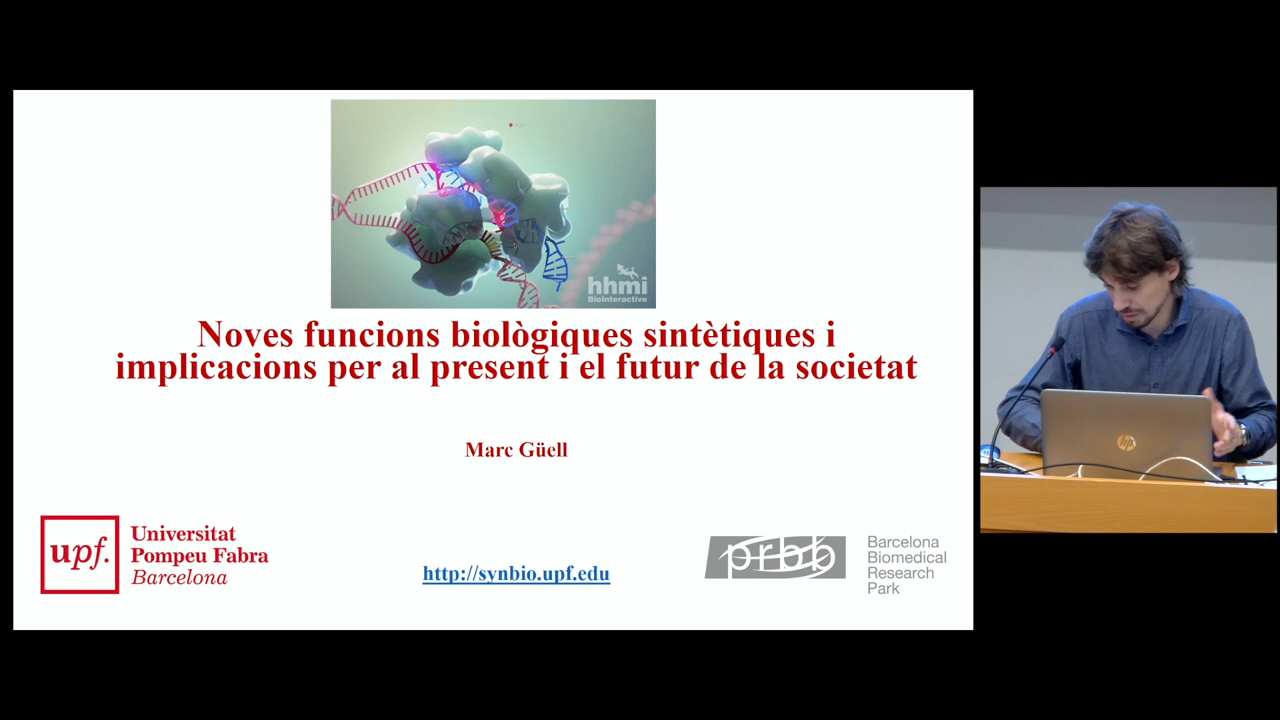 hhmi
BioInteractive
Noves funcions biològiques sintètiques i
implicacions per al present i el futur de la societat
Marc Güell
upf.
Universitat
Pompeu Fabra
Barcelona
http://synbio.upf.edu
prbb
Barcelona
Biomedical
Research
Park
hp